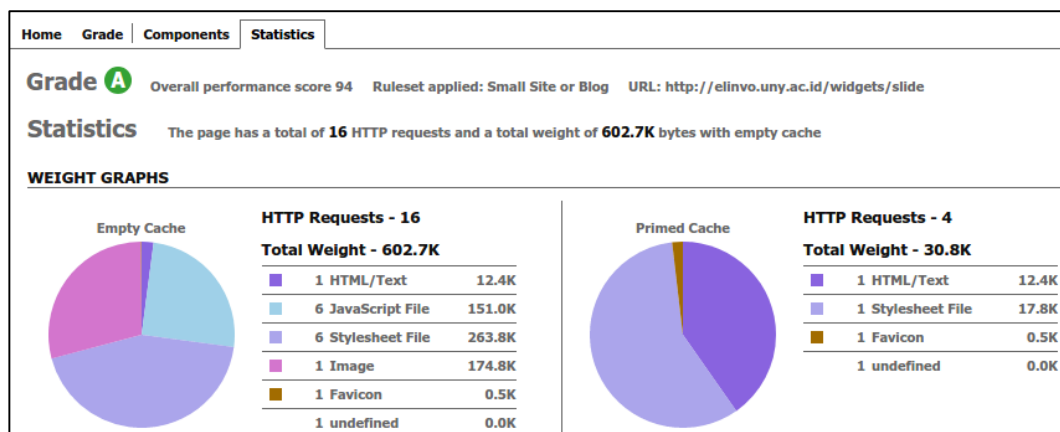 Home Grade Components Statistics
Grade A Overall performance score 94 Ruleset applied: Small Site or Blog URL: http://elinvo.uny.ac.id/widgets/slide
Statistics The page has a total of 16 HTTP requests and a total weight of 602.7K bytes with empty cache
WEIGHT GRAPHS
Empty Cache
HTTP Requests - 16
Total Weight - 602.7K
1 HTML/Text 12.4K
6 JavaScript File 151.0K
6 Stylesheet File 263.8K
1 Image 174.8K
1 Favicon 0.5K
1 undefined 0.0K
Primed Cache
HTTP Requests - 4
Total Weight - 30.8K
1 HTML/Text 12.4K
1 Stylesheet File 17.8K
1 Favicon 0.5K
1 undefined 0.0K